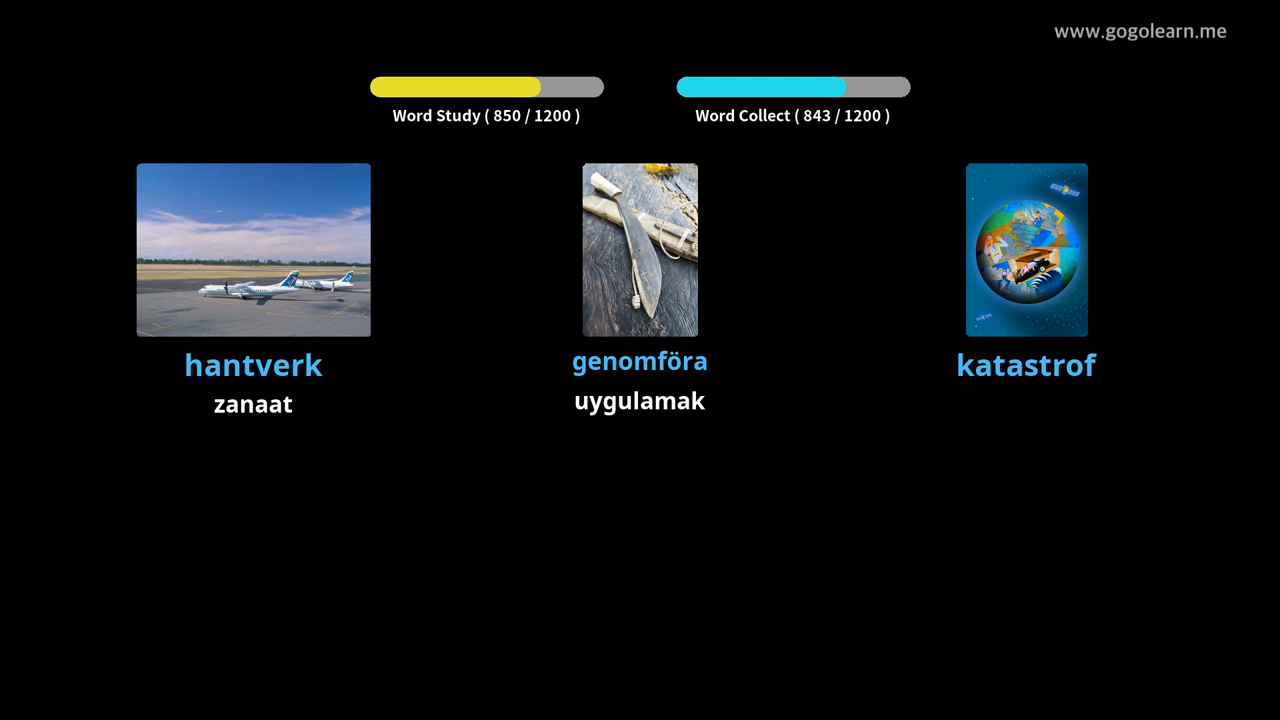 www.gogolearn.me
Word Study ( 850 / 1200 )
Word Collect ( 843 / 1200 )
hantverk
zanaat
genomföra
uygulamak
katastrof